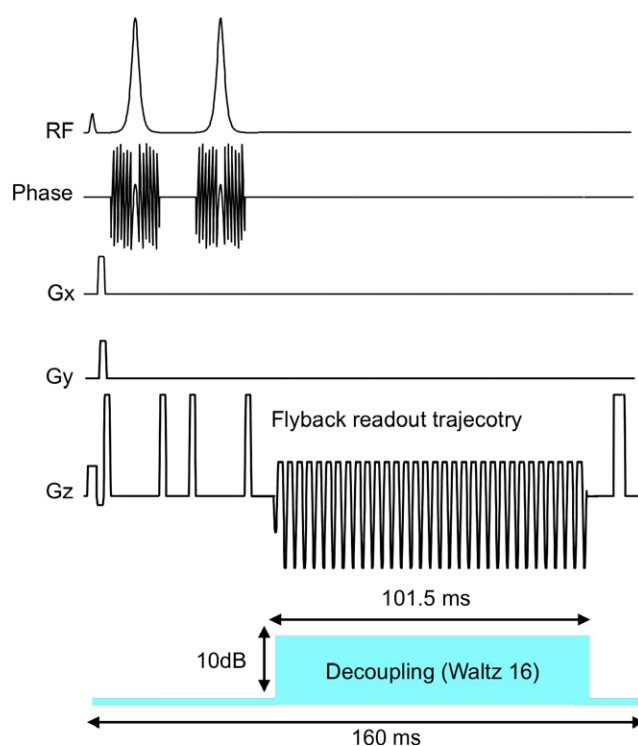 RF
Phase
Gx
Gy
Flyback readout trajecotry
Gz
101.5 ms
10dB
Decoupling (Waltz 16)
160 ms